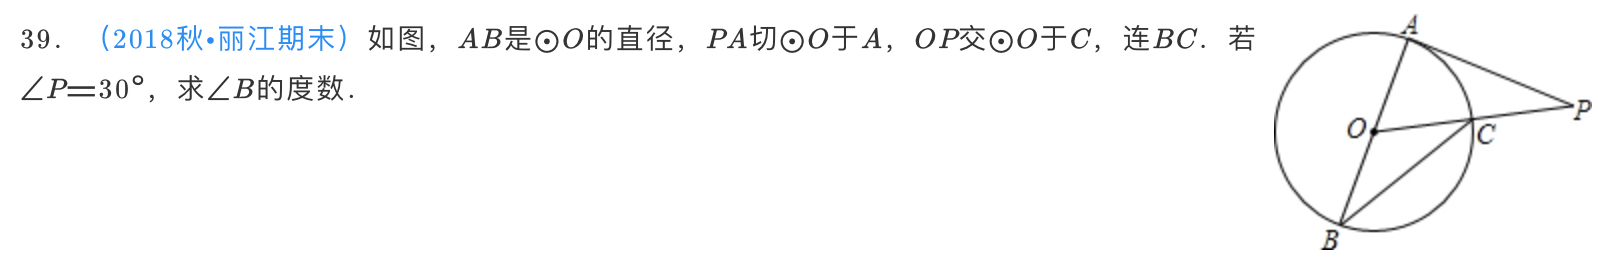 39. （2018秋•丽江期末）如图，AB是⊙O的直径，PA切⊙O于A，OP交⊙O于C，连BC．若
∠P＝30°，求∠B的度数．
A
P
O
C
B